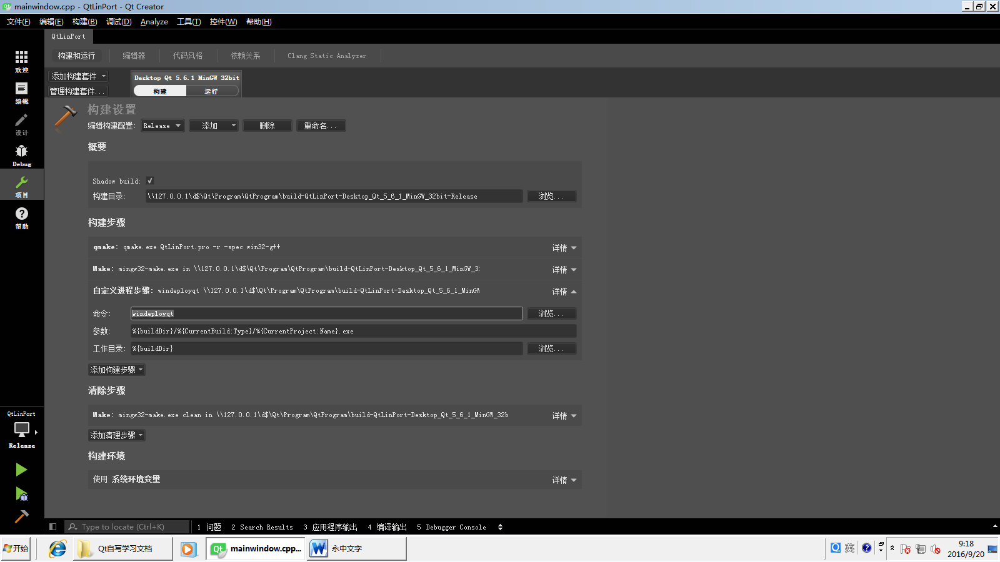 mainwindow.cpp - QtLinPort - Qt Creator
文件(F) 编辑(E) 构建(B) 调试(D) Analyze 工具(T) 控件(W) 帮助(H)
QtLinPort
构建和运行 编辑器 代码风格 依赖关系 Clang Static Analyzer
添加构建套件
管理构建套件...
Desktop Qt 5.6.1 MinGW 32bit
构建 运行
欢迎
编辑
设计
Debug
项目
帮助
构建设置
编辑构建配置: Release 添加 删除 重命名...
概要
Shadow build:
构建目录: \\127.0.0.1\d$\Qt\Program\QtProgram\build-QtLinPort-Desktop_Qt_5_6_1_MinGW_32bit-Release 浏览...
构建步骤
qmake: qmake.exe QtLinPort.pro -r -spec win32-g++ 详情
Make: mingw32-make.exe in \\127.0.0.1\d$\Qt\Program\QtProgram\build-QtLinPort-Desktop_Qt_5_6_1_MinGW_32 详情
自定义进程步骤: windeployqt \\127.0.0.1\d$\Qt\Program\QtProgram\build-QtLinPort-Desktop_Qt_5_6_1_MinGW 详情
命令: windeployqt 浏览...
参数: %{buildDir}/%{CurrentBuild:Type}/%{CurrentProject:Name}.exe
工作目录: %{buildDir} 浏览...
添加构建步骤
清除步骤
Make: mingw32-make.exe clean in \\127.0.0.1\d$\Qt\Program\QtProgram\build-QtLinPort-Desktop_Qt_5_6_1_MinGW_32b 详情
添加清理步骤
构建环境
使用 系统环境变量 详情
QtLinPort
Release
Type to locate (Ctrl+K) 1 问题 2 Search Results 3 应用程序输出 4 编译输出 5 Debugger Console
开始 Qt自写学习文档 mainwindow.cpp... 永中文字 英 9:18
2016/9/20